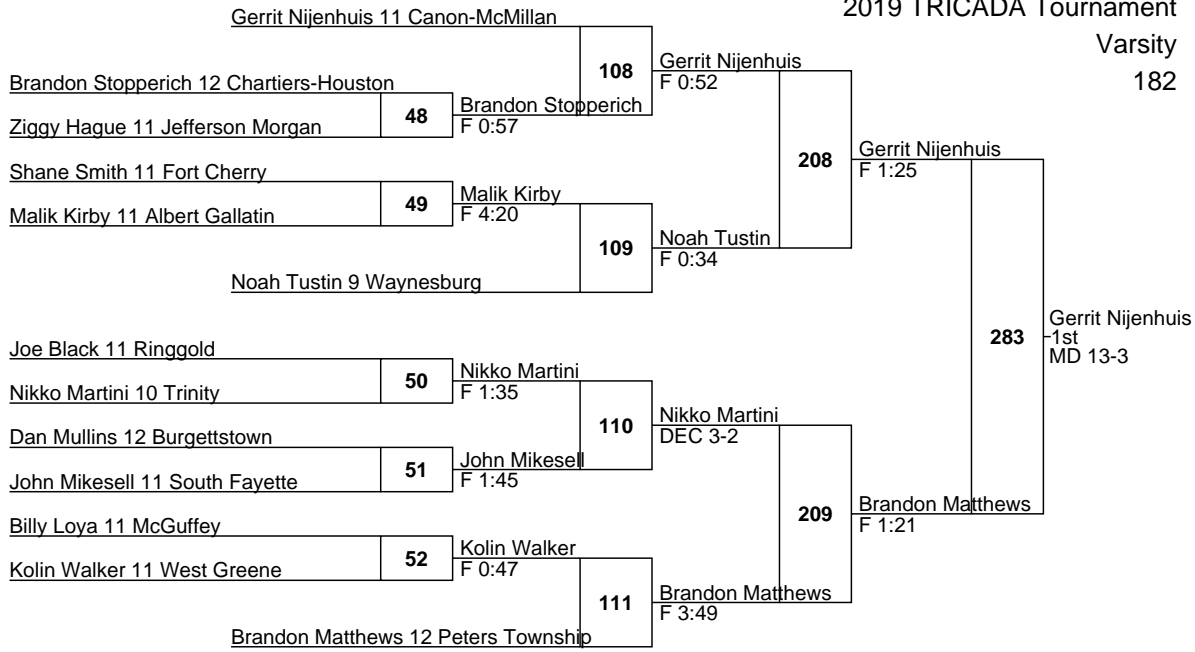 2019 TRICADA Tournament
Varsity
182
Gerrit Nijenhuis 11 Canon-McMillan
108
Gerrit Nijenhuis
F 0:52
Brandon Stopperich 12 Chartiers-Houston
48
Brandon Stopperich
F 0:57
Ziggy Hague 11 Jefferson Morgan
208
Gerrit Nijenhuis
F 1:25
Shane Smith 11 Fort Cherry
49
Malik Kirby
F 4:20
Malik Kirby 11 Albert Gallatin
109
Noah Tustin
F 0:34
Noah Tustin 9 Waynesburg
283
Gerrit Nijenhuis
1st
MD 13-3
Joe Black 11 Ringgold
50
Nikko Martini
F 1:35
Nikko Martini 10 Trinity
110
Nikko Martini
DEC 3-2
Dan Mullins 12 Burgettstown
51
John Mikesell
F 1:45
John Mikesell 11 South Fayette
209
Brandon Matthews
F 1:21
Billy Loya 11 McGuffey
52
Kolin Walker
F 0:47
Kolin Walker 11 West Greene
111
Brandon Matthews
F 3:49
Brandon Matthews 12 Peters Township